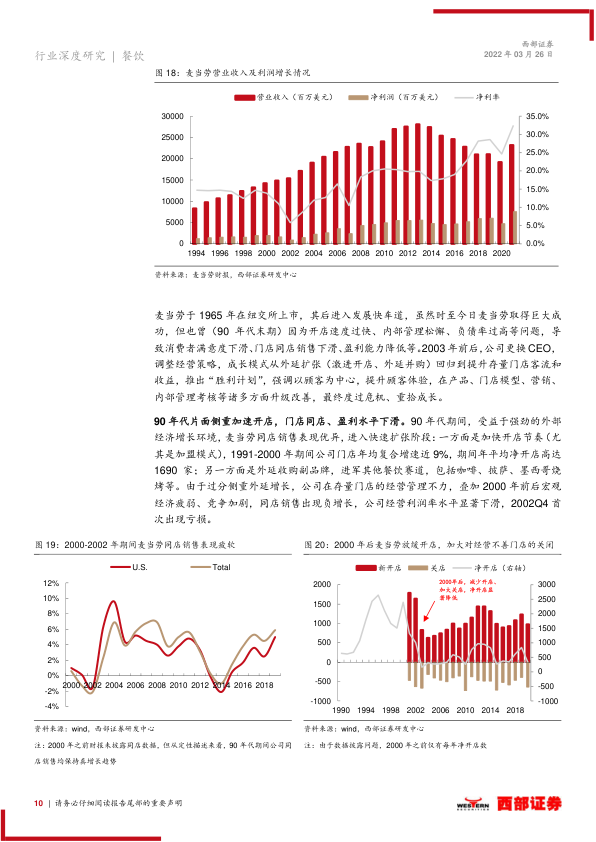 西部证券
行业深度研究 | 餐饮
2022 年 03 月 26 日
图 18：麦当劳营业收入及利润增长情况
营业收入（百万美元） 净利润（百万美元） 净利率
30000 35.0%
25000 30.0%
20000 25.0%
15000 20.0%
10000 15.0%
5000 10.0%
0 5.0%
0.0%
1994 1996 1998 2000 2002 2004 2006 2008 2010 2012 2014 2016 2018 2020
资料来源：麦当劳财报，西部证券研发中心
麦当劳于 1965 年在纽交所上市，其后进入发展快车道，虽然时至今日麦当劳取得巨大成
功，但也曾（90 年代末期）因为开店速度过快、内部管理松懈、负债率过高等问题，导
致消费者满意度下滑、门店同店销售下滑、盈利能力降低等。2003 年前后，公司更换 CEO，
调整经营策略，成长模式从外延扩张（激进开店、外延并购）回归到提升存量门店客流和
收益，推出“胜利计划”，强调以顾客为中心，提升顾客体验，在产品、门店模型、营销、
内部管理考核等诸多方面升级改善，最终度过危机、重拾成长。
90 年代片面侧重加速开店，门店同店、盈利水平下滑。90 年代期间，受益于强劲的外部
经济增长环境，麦当劳同店销售表现优异，进入快速扩张阶段：一方面是加快开店节奏（尤
其是加盟模式），1991-2000 年期间公司门店年均复合增速近 9%，期间年平均净开店高达
1690 家；另一方面是外延收购副品牌，进军其他餐饮赛道，包括咖啡、披萨、墨西哥烧
烤等。由于过分侧重外延增长，公司在存量门店的经营管理不力，叠加 2000 年前后宏观
经济疲弱、竞争加剧，同店销售出现负增长，公司经营利润率水平显著下滑，2002Q4 首
次出现亏损。
图 19：2000-2002 年期间麦当劳同店销售表现疲软
U.S. Total
12%
10%
8%
6%
4%
2%
0%
-2%
-4%
2000 2002 2004 2006 2008 2010 2012 2014 2016 2018
资料来源：wind，西部证券研发中心
注：2000 年之前财报未披露同店数据，但从定性描述来看，90 年代期间公司同
店销售均保持正增长趋势
图 20：2000 年后麦当劳放缓开店，加大对经营不善门店的关闭
新开店 关店 净开店（右轴）
2000年后，减少开店，
加大关店，净开店显
著降低
2000 3000
1500 2500
1000 2000
500 1500
0 1000
-500 500
-1000 0
-500
-1000
1990 1994 1998 2002 2006 2010 2014 2018
资料来源：wind，西部证券研发中心
注：由于数据披露问题，2000 年之前仅有每年净开店数
10 | 请务必仔细阅读报告尾部的重要声明
WESTERN
SECURITIES
西部证券